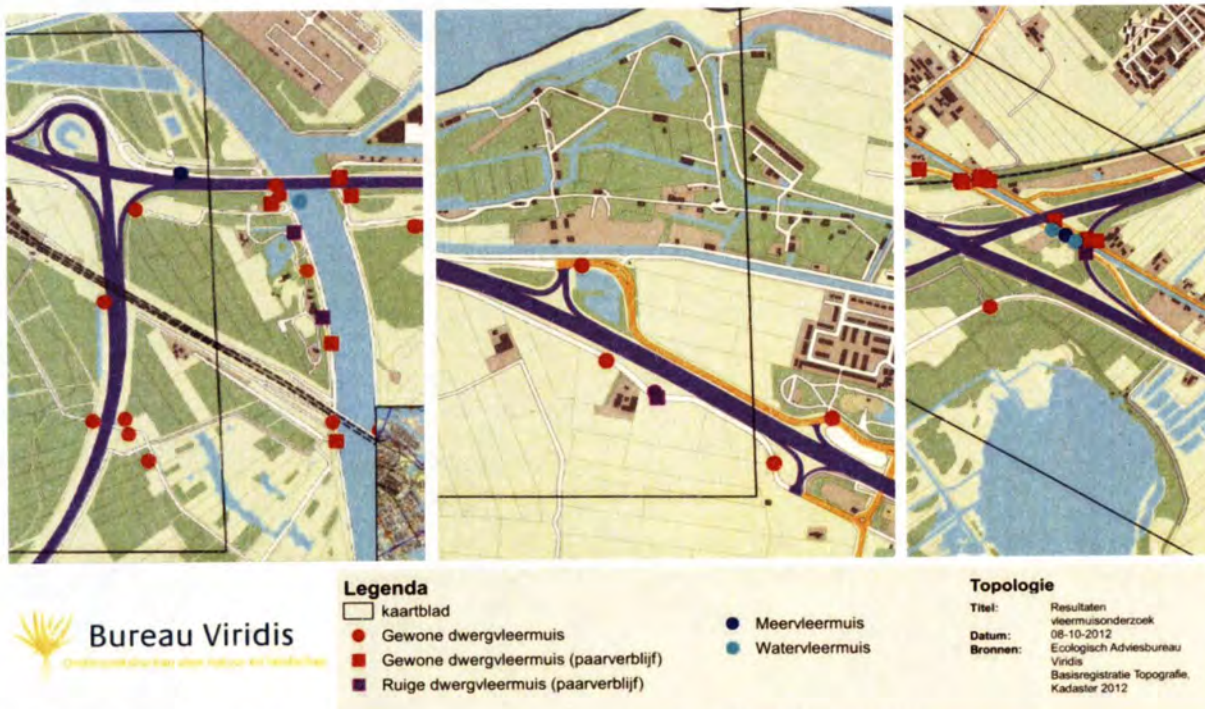 Bureau Viridis
Legenda
kaartblad
Gewone dwergvleermuis
Gewone dwergvleermuis (paarverblijf)
Ruige dwergvleermuis (paarverblijf)
Meervleermuis
Watervleermuis
Topologie
Titel: Resultaten
vleermuisonderzoek
Datum: 08-10-2012
Bronnen: Ecologisch Adviesbureau
Viridis
Basisregistratie Topografie,
Kadaster 2012